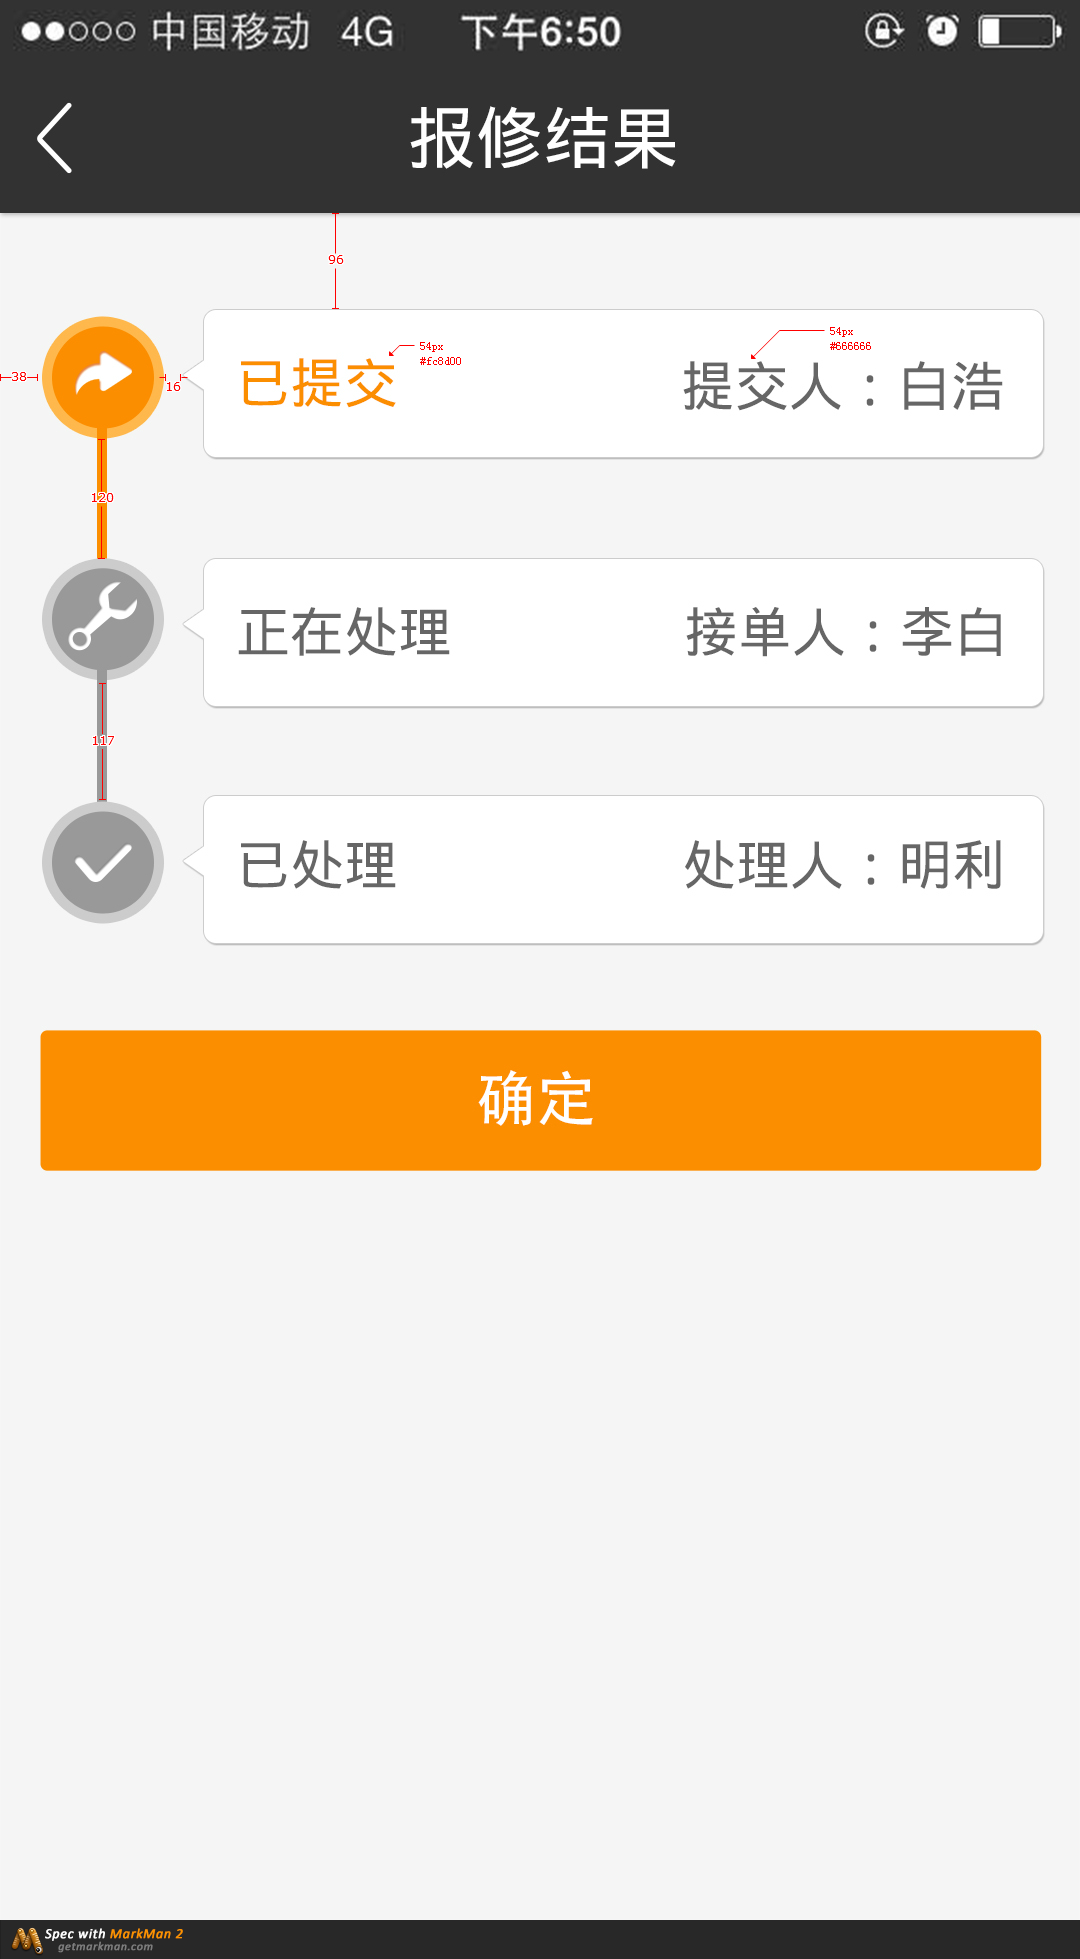 中国移动 4G 下午6:50
报修结果
96
54px
#fc8d00
54px
#666666
38
16
已提交 提交人：白浩
120
正在处理 接单人：李白
117
已处理 处理人：明利
确定
Spec with MarkMan 2
getmarkman.com